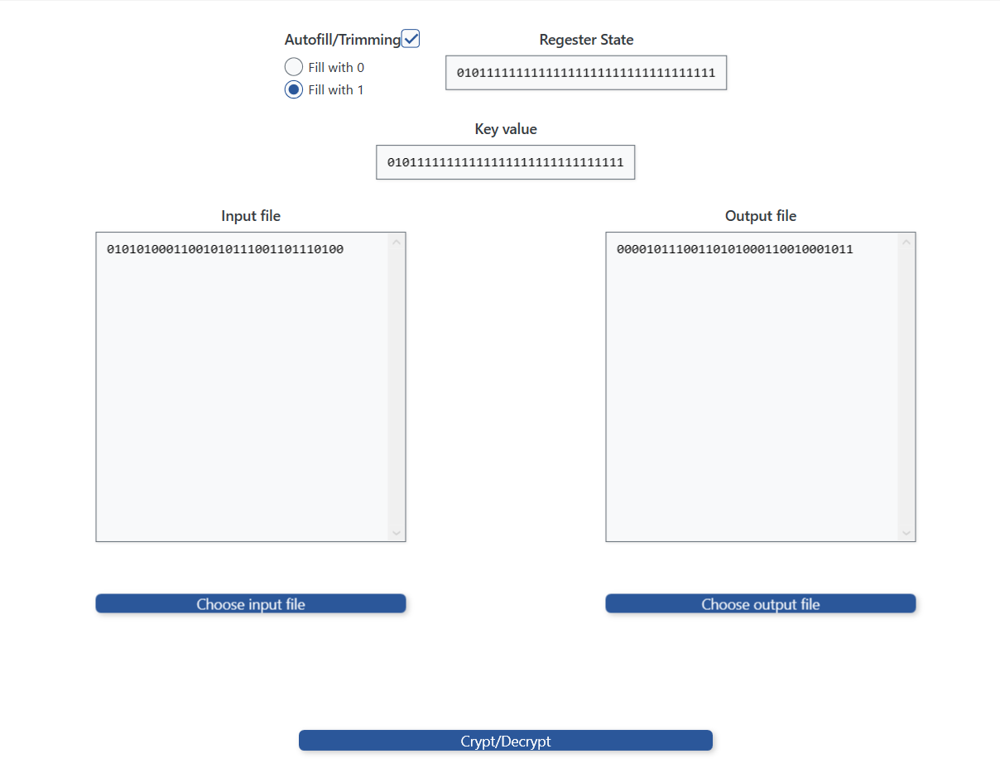 Autofill/Trimming
Regester State
Fill with 0
01011111111111111111111111111111111
Fill with 1
Key value
01011111111111111111111111111111
Input file
Output file
01010100011001010111001101110100
00001011100110101000110010001011
Choose input file
Choose output file
Crypt/Decrypt